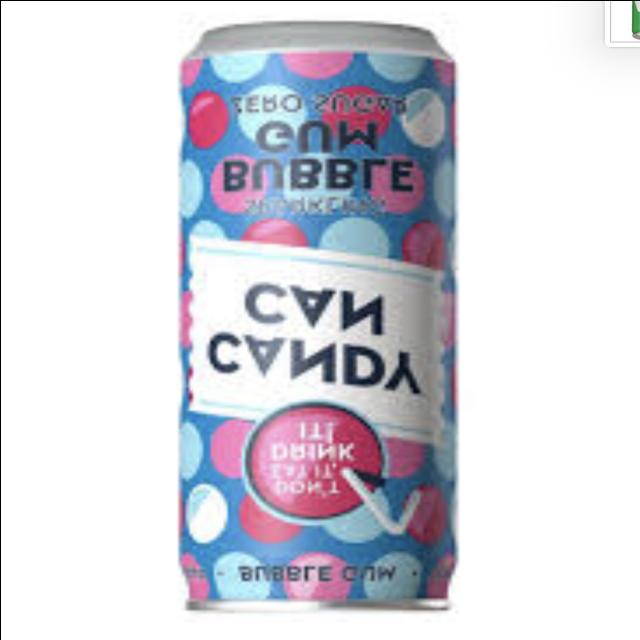 • BUBBLE GUM •
DON'T
EAT IT,
DRINK
IT!
CANDY
CAN
BUBBLE
GUM
ZERO SUGAR